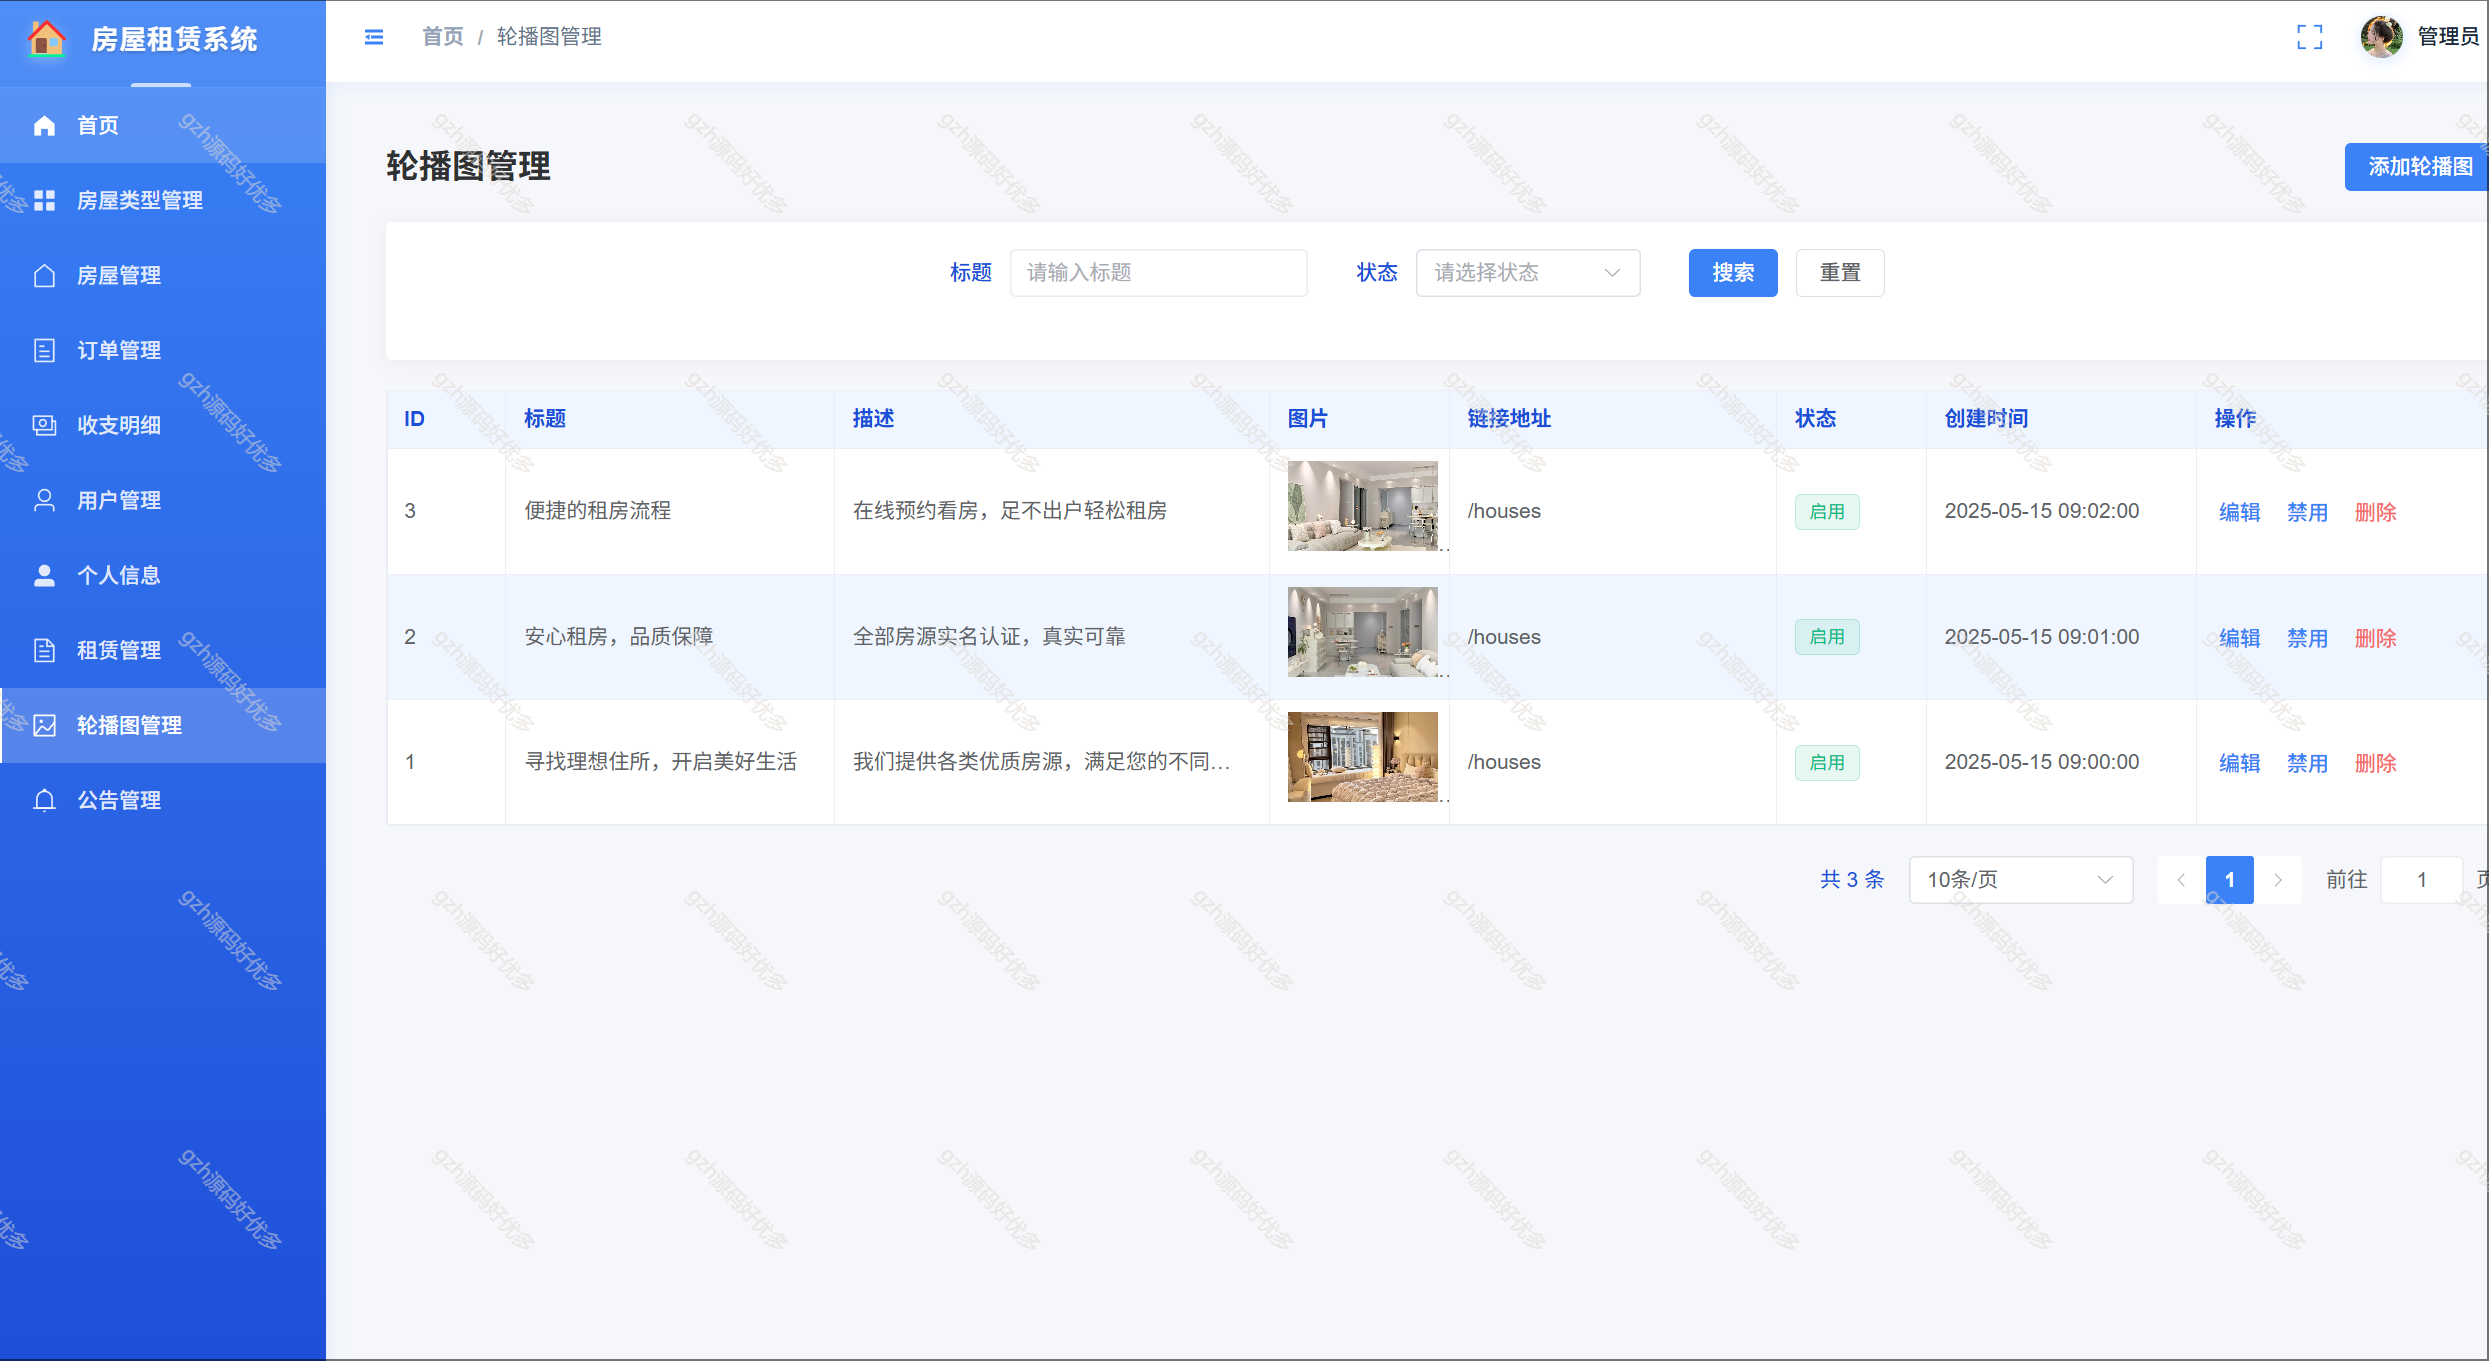 房屋租赁系统
首页
房屋类型管理
房屋管理
订单管理
收支明细
用户管理
个人信息
租赁管理
轮播图管理
公告管理
首页 / 轮播图管理
管理员
轮播图管理
添加轮播图
标题 请输入标题 状态 请选择状态 搜索 重置
ID 标题 描述 图片 链接地址 状态 创建时间 操作
3 便捷的租房流程 在线预约看房，足不出户轻松租房 /houses 启用 2025-05-15 09:02:00 编辑 禁用 删除
2 安心租房，品质保障 全部房源实名认证，真实可靠 /houses 启用 2025-05-15 09:01:00 编辑 禁用 删除
1 寻找理想住所，开启美好生活 我们提供各类优质房源，满足您的不同... /houses 启用 2025-05-15 09:00:00 编辑 禁用 删除
共 3 条 10条/页 1 前往 1 页
gzh源码好优多